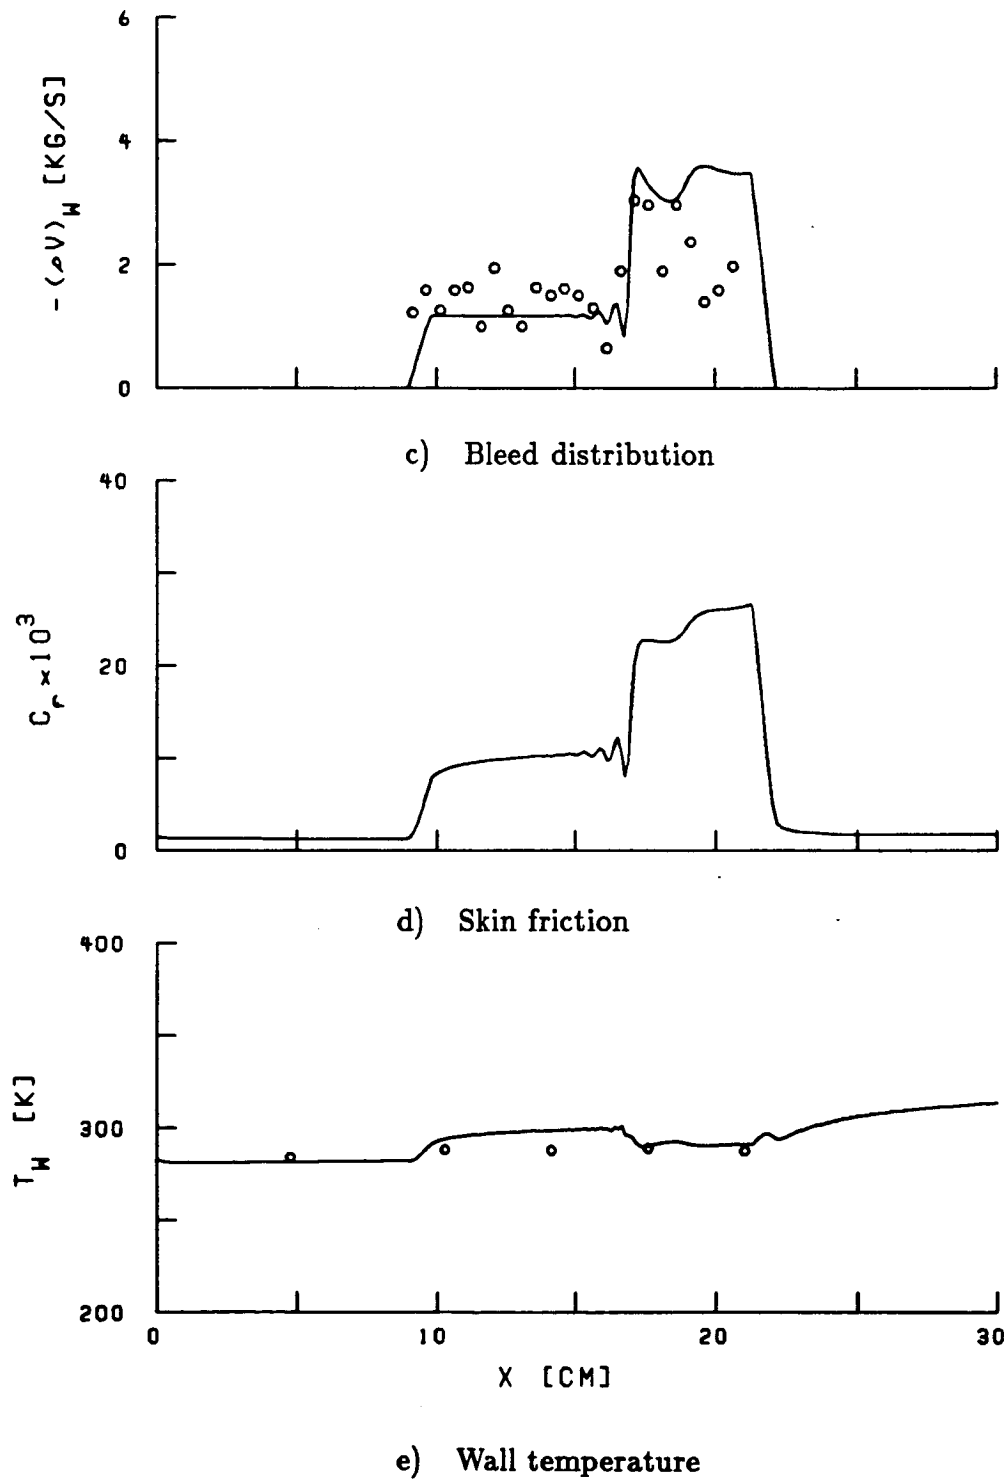 6
4
2
0
-(ρV)W [KG/S]
c) Bleed distribution
40
20
0
Cf ×10³
d) Skin friction
400
300
200
TW [K]
0 10 20 30
X [CM]
e) Wall temperature